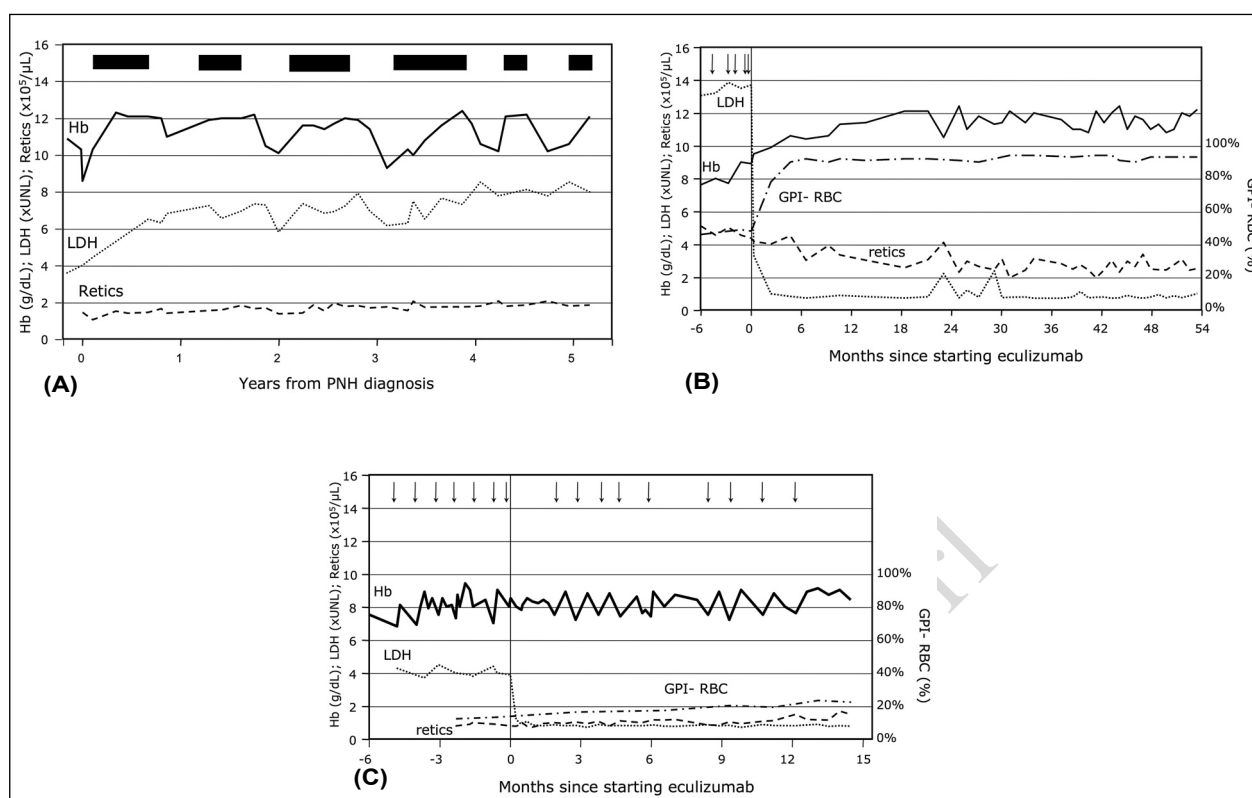 16
14
12
10
8
6
4
2
0
Hb (g/dL); LDH (xUNL); Retics (x10⁵/µL)
Hb
LDH
Retics
0 1 2 3 4 5
Years from PNH diagnosis
(A)
16
14
12
10
8
6
4
2
0
Hb (g/dL); LDH (xUNL); Retics (x10⁵/µL)
LDH
Hb
GPI- RBC
retics
100%
80%
60%
40%
20%
0%
GPI- RBC (%)
-6 0 6 12 18 24 30 36 42 48 54
Months since starting eculizumab
(B)
16
14
12
10
8
6
4
2
0
Hb (g/dL); LDH (xUNL); Retics (x10⁵/µL)
Hb
LDH
GPI- RBC
retics
100%
80%
60%
40%
20%
0%
GPI- RBC (%)
-6 -3 0 3 6 9 12 15
Months since starting eculizumab
(C)